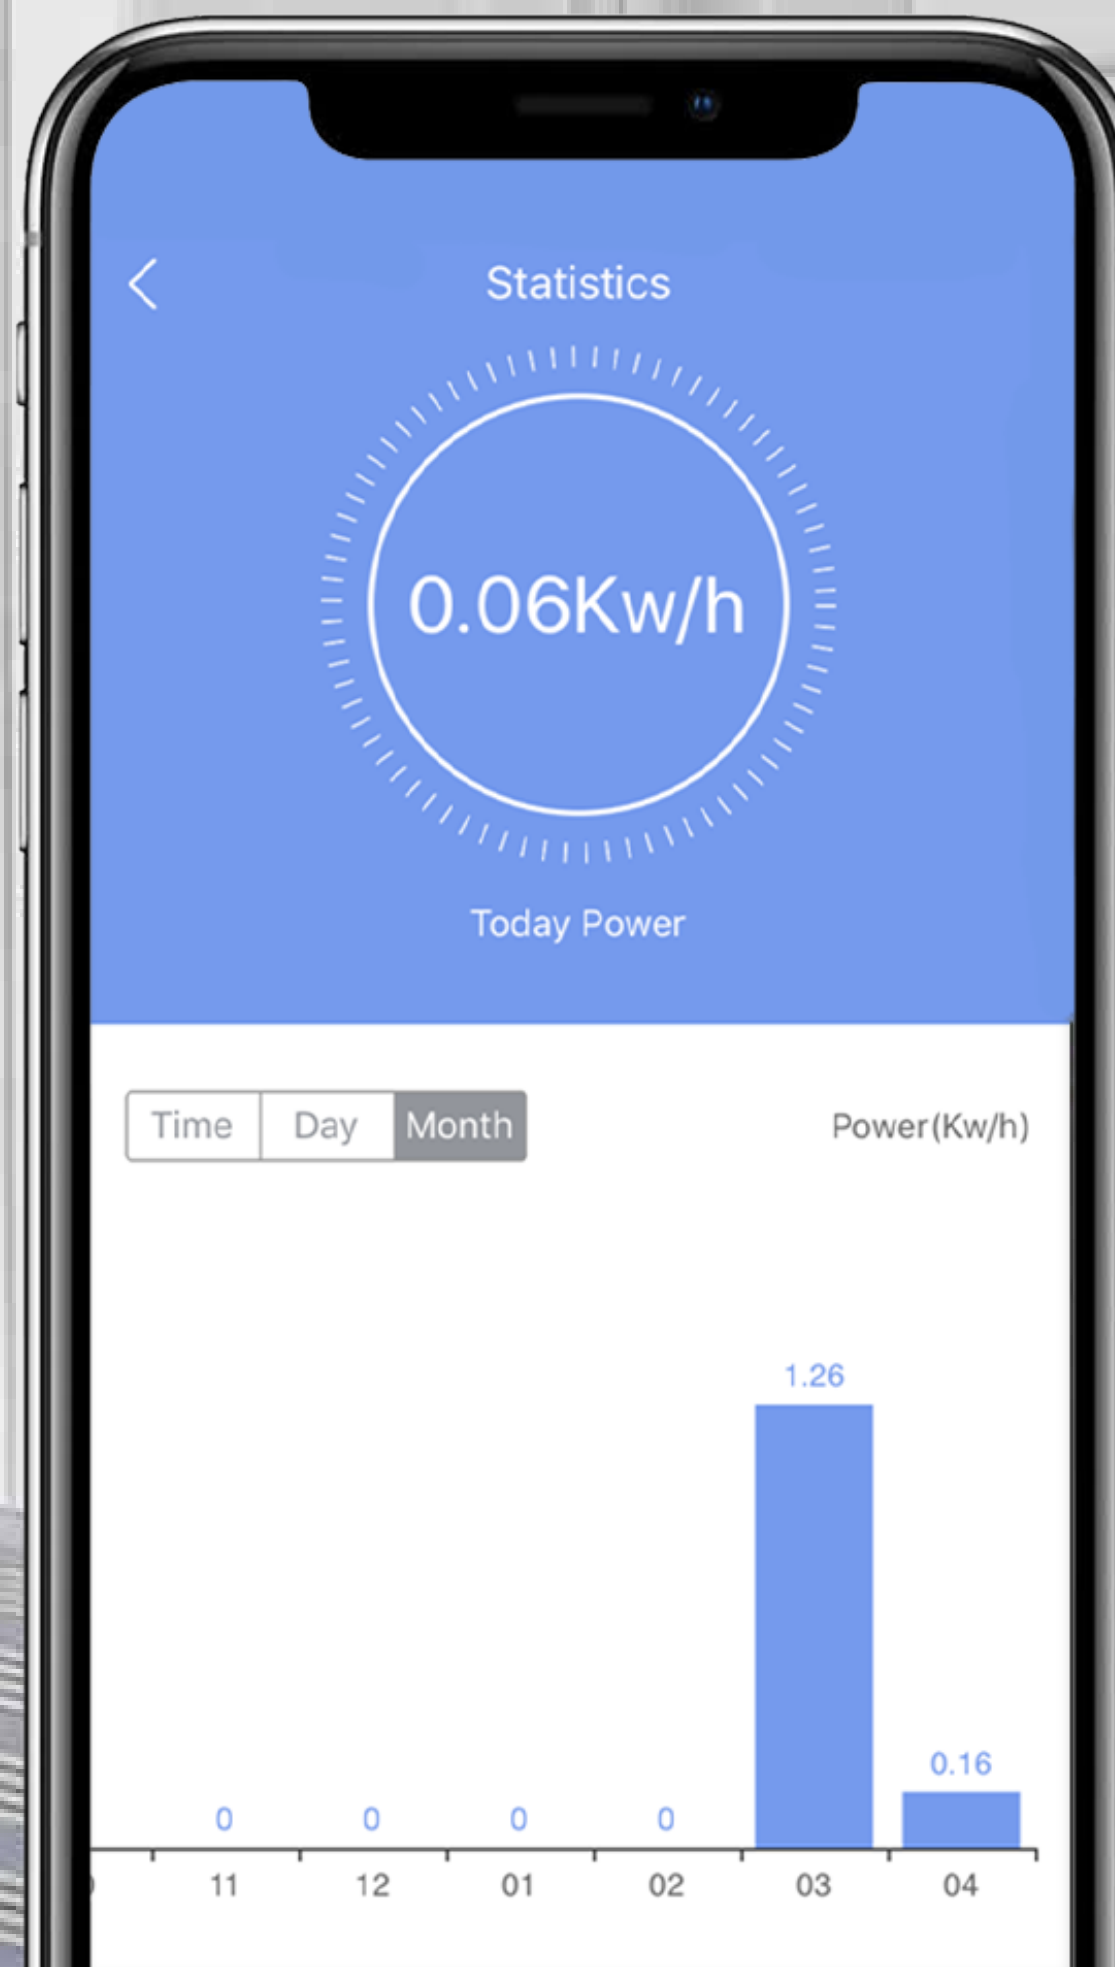 Statistics
0.06Kw/h
Today Power
Time Day Month Power(Kw/h)
1.26
0.16
0 0 0 0
11 12 01 02 03 04